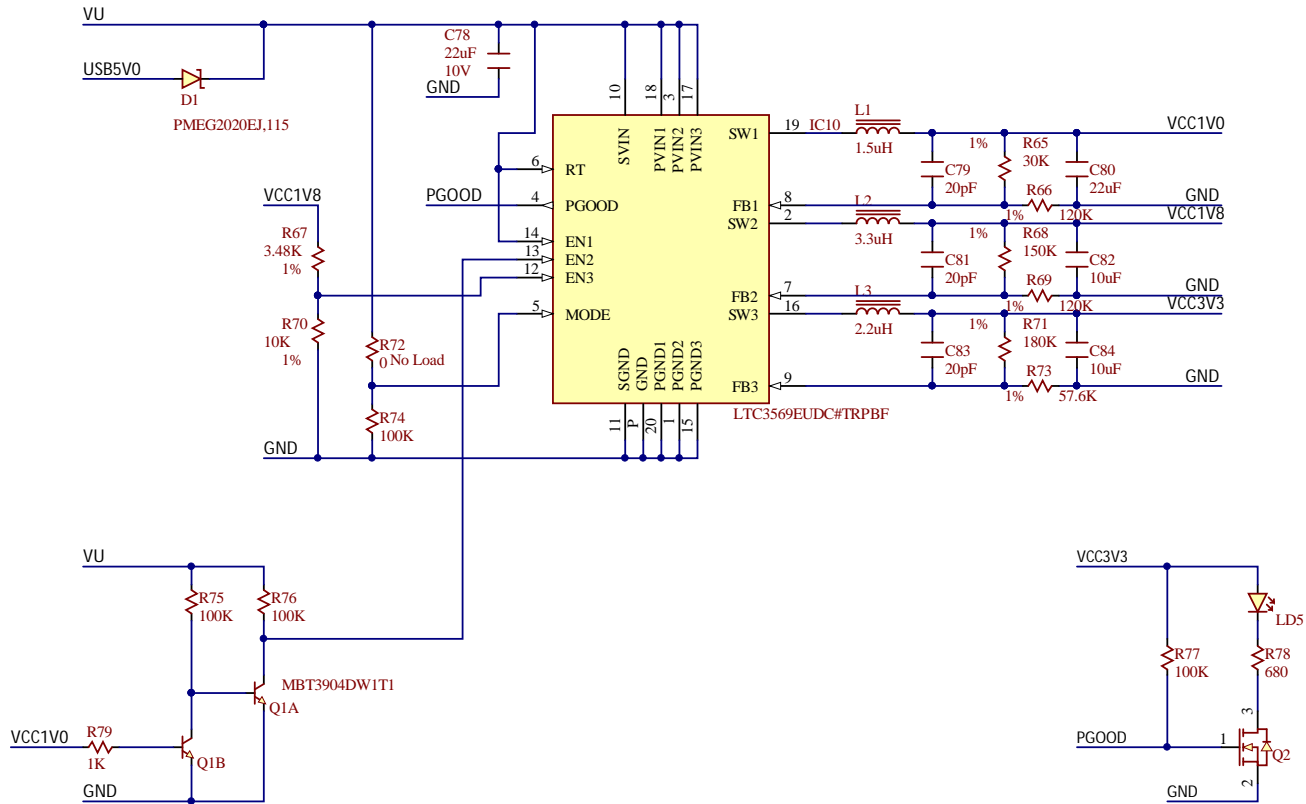 VU
USB5V0
D1
PMEG2020EJ,115
C78
22uF
10V
GND
10
18
3
17
SVIN
PVIN1
PVIN2
PVIN3
6
RT
PGOOD
4
PGOOD
14
EN1
13
EN2
12
EN3
5
MODE
SW1
19
IC10
FB1
8
SW2
2
FB2
7
SW3
16
FB3
9
SGND
GND
PGND1
PGND2
PGND3
11
P
20
1
15
LTC3569EUDC#TRPBF
L1
1.5uH
VCC1V0
C79
20pF
1%
R65
30K
C80
22uF
R66
1%
120K
GND
L2
3.3uH
VCC1V8
C81
20pF
1%
R68
150K
C82
10uF
R69
1%
120K
GND
L3
2.2uH
VCC3V3
C83
20pF
1%
R71
180K
C84
10uF
R73
1%
57.6K
GND
VCC1V8
R67
3.48K
1%
R70
10K
1%
R72
0 No Load
R74
100K
GND
VU
R75
100K
R76
100K
MBT3904DW1T1
Q1A
VCC1V0
R79
1K
Q1B
GND
VCC3V3
LD5
R77
100K
R78
680
PGOOD
1
3
Q2
2
GND